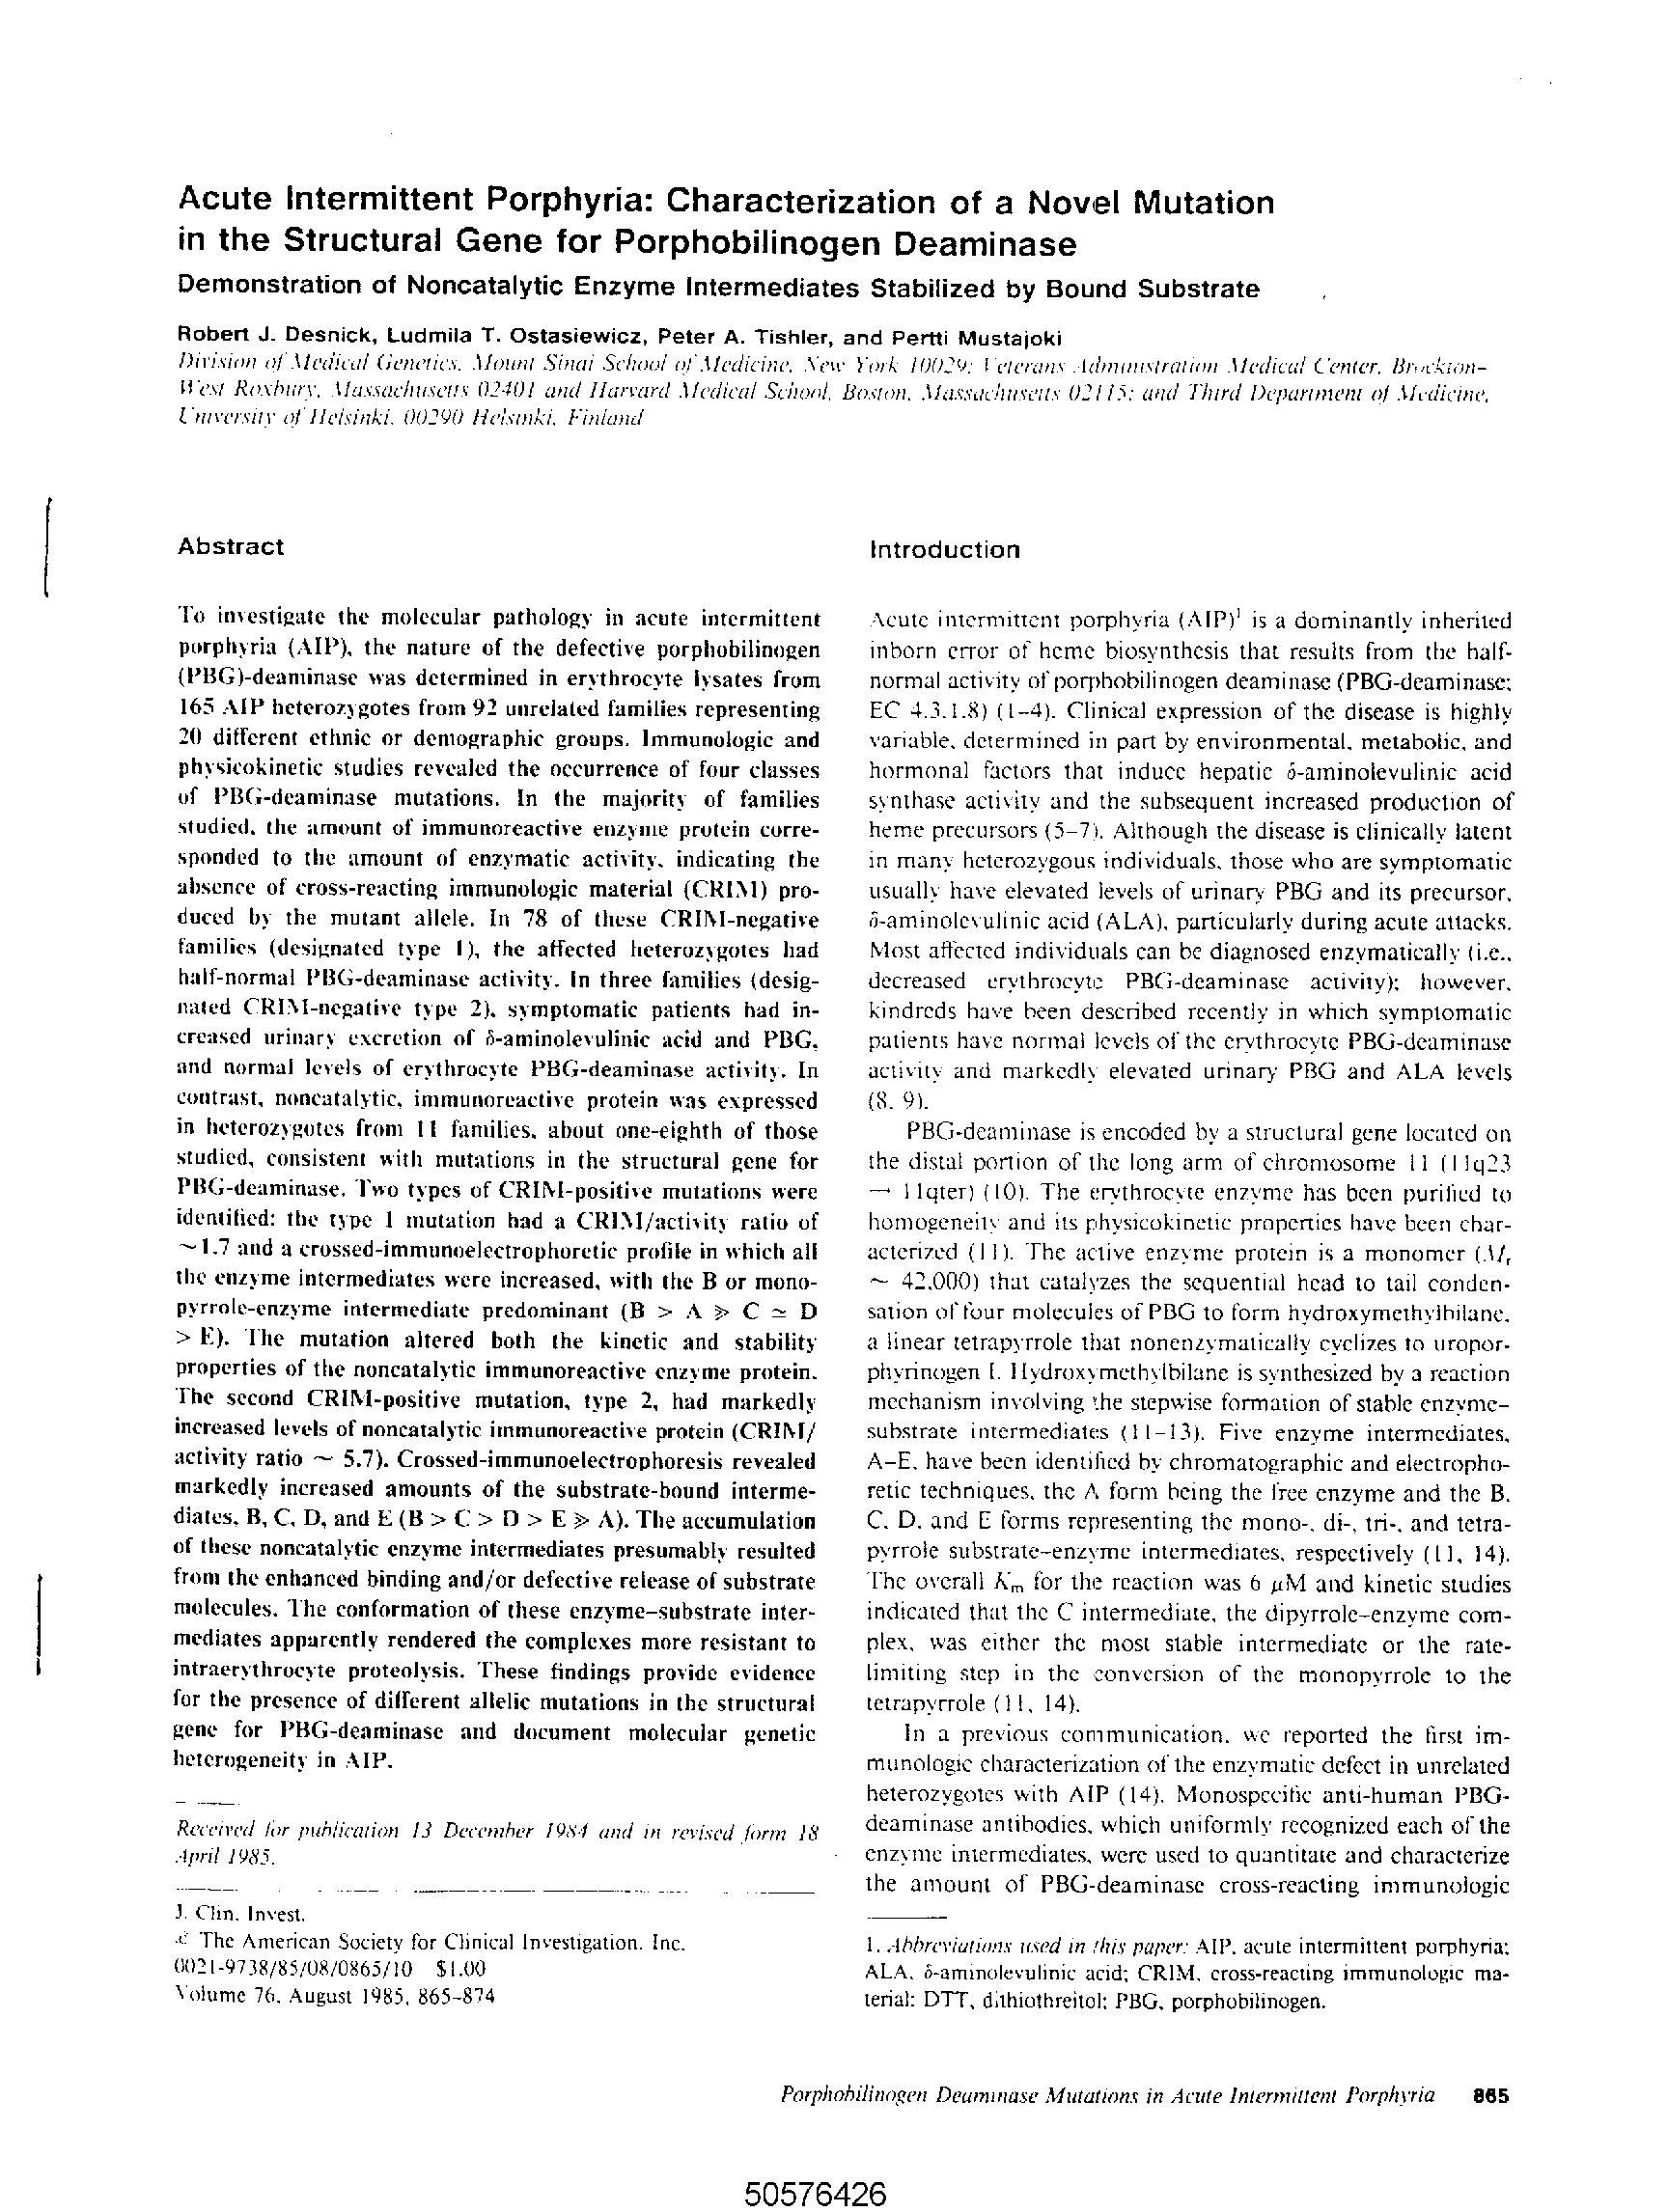 Acute Intermittent Porphyria: Characterization of a Novel Mutation
in the Structural Gene for Porphobilinogen Deaminase
Demonstration of Noncatalytic Enzyme Intermediates Stabilized by Bound Substrate
Robert J. Desnick, Ludmila T. Ostasiewicz, Peter A. Tishler, and Pertti Mustajoki
Division of Medical Genetics, Mount Sinai School of Medicine, New York 10029; Veterans Administration Medical Center, Brockton-
West Roxbury, Massachusetts 02401 and Harvard Medical School, Boston, Massachusetts 02115; and Third Department of Medicine,
University of Helsinki, 00290 Helsinki, Finland
Abstract
To investigate the molecular pathology in acute intermittent
porphyria (AIP), the nature of the defective porphobilinogen
(PBG)-deaminase was determined in erythrocyte lysates from
165 AIP heterozygotes from 92 unrelated families representing
20 different ethnic or demographic groups. Immunologic and
physicokinetic studies revealed the occurrence of four classes
of PBG-deaminase mutations. In the majority of families
studied, the amount of immunoreactive enzyme protein corre-
sponded to the amount of enzymatic activity, indicating the
absence of cross-reacting immunologic material (CRIM) pro-
duced by the mutant allele. In 78 of these CRIM-negative
families (designated type 1), the affected heterozygotes had
half-normal PBG-deaminase activity. In three families (desig-
nated CRIM-negative type 2), symptomatic patients had in-
creased urinary excretion of δ-aminolevulinic acid and PBG,
and normal levels of erythrocyte PBG-deaminase activity. In
contrast, noncatalytic, immunoreactive protein was expressed
in heterozygotes from 11 families, about one-eighth of those
studied, consistent with mutations in the structural gene for
PBG-deaminase. Two types of CRIM-positive mutations were
identified: the type 1 mutation had a CRIM/activity ratio of
~1.7 and a crossed-immunoelectrophoretic profile in which all
the enzyme intermediates were increased, with the B or mono-
pyrrole-enzyme intermediate predominant (B > A ≫ C ≃ D
> E). The mutation altered both the kinetic and stability
properties of the noncatalytic immunoreactive enzyme protein.
The second CRIM-positive mutation, type 2, had markedly
increased levels of noncatalytic immunoreactive protein (CRIM/
activity ratio ~ 5.7). Crossed-immunoelectrophoresis revealed
markedly increased amounts of the substrate-bound interme-
diates, B, C, D, and E (B > C > D > E ≫ A). The accumulation
of these noncatalytic enzyme intermediates presumably resulted
from the enhanced binding and/or defective release of substrate
molecules. The conformation of these enzyme-substrate inter-
mediates apparently rendered the complexes more resistant to
intraerythrocyte proteolysis. These findings provide evidence
for the presence of different allelic mutations in the structural
gene for PBG-deaminase and document molecular genetic
heterogeneity in AIP.
Received for publication 13 December 1984 and in revised form 18
April 1985.
J. Clin. Invest.
© The American Society for Clinical Investigation, Inc.
0021-9738/85/08/0865/10 $1.00
Volume 76, August 1985, 865-874
Introduction
Acute intermittent porphyria (AIP)¹ is a dominantly inherited
inborn error of heme biosynthesis that results from the half-
normal activity of porphobilinogen deaminase (PBG-deaminase;
EC 4.3.1.8) (1-4). Clinical expression of the disease is highly
variable, determined in part by environmental, metabolic, and
hormonal factors that induce hepatic δ-aminolevulinic acid
synthase activity and the subsequent increased production of
heme precursors (5-7). Although the disease is clinically latent
in many heterozygous individuals, those who are symptomatic
usually have elevated levels of urinary PBG and its precursor,
δ-aminolevulinic acid (ALA), particularly during acute attacks.
Most affected individuals can be diagnosed enzymatically (i.e.,
decreased erythrocyte PBG-deaminase activity); however,
kindreds have been described recently in which symptomatic
patients have normal levels of the erythrocyte PBG-deaminase
activity and markedly elevated urinary PBG and ALA levels
(8, 9).
PBG-deaminase is encoded by a structural gene located on
the distal portion of the long arm of chromosome 11 (11q23
→ 11qter) (10). The erythrocyte enzyme has been purified to
homogeneity and its physicokinetic properties have been char-
acterized (11). The active enzyme protein is a monomer (Mr
~ 42,000) that catalyzes the sequential head to tail conden-
sation of four molecules of PBG to form hydroxymethylbilane,
a linear tetrapyrrole that nonenzymatically cyclizes to uropor-
phyrinogen I. Hydroxymethylbilane is synthesized by a reaction
mechanism involving the stepwise formation of stable enzyme-
substrate intermediates (11-13). Five enzyme intermediates,
A-E, have been identified by chromatographic and electropho-
retic techniques, the A form being the free enzyme and the B,
C, D, and E forms representing the mono-, di-, tri-, and tetra-
pyrrole substrate-enzyme intermediates, respectively (11, 14).
The overall Km for the reaction was 6 μM and kinetic studies
indicated that the C intermediate, the dipyrrole-enzyme com-
plex, was either the most stable intermediate or the rate-
limiting step in the conversion of the monopyrrole to the
tetrapyrrole (11, 14).
In a previous communication, we reported the first im-
munologic characterization of the enzymatic defect in unrelated
heterozygotes with AIP (14). Monospecific anti-human PBG-
deaminase antibodies, which uniformly recognized each of the
enzyme intermediates, were used to quantitate and characterize
the amount of PBG-deaminase cross-reacting immunologic
1. Abbreviations used in this paper: AIP, acute intermittent porphyria;
ALA, δ-aminolevulinic acid; CRIM, cross-reacting immunologic ma-
terial; DTT, dithiothreitol; PBG, porphobilinogen.
Porphobilinogen Deaminase Mutations in Acute Intermittent Porphyria 865
50576426